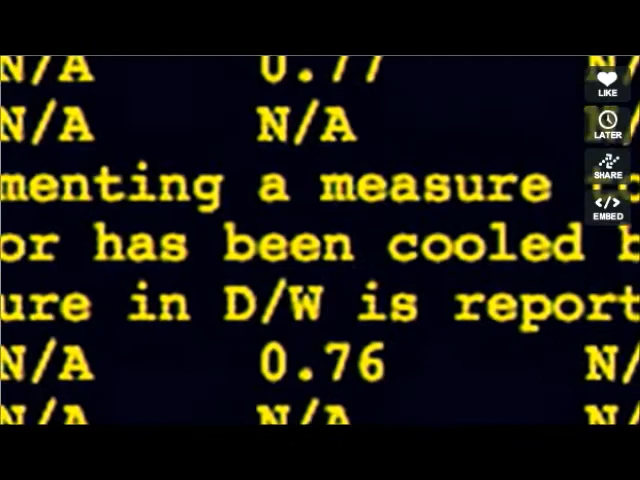 N/A 0.77 N/
N/A N/A
menting a measure
or has been cooled b
ure in D/W is report
N/A 0.76 N/
N/A N/A N/
LIKE
LATER
SHARE
EMBED